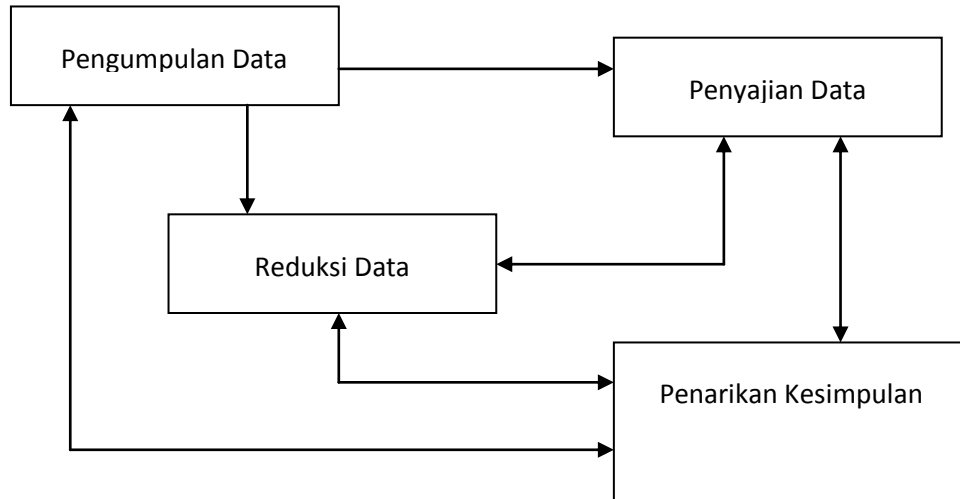 Pengumpulan Data
Penyajian Data
Reduksi Data
Penarikan Kesimpulan